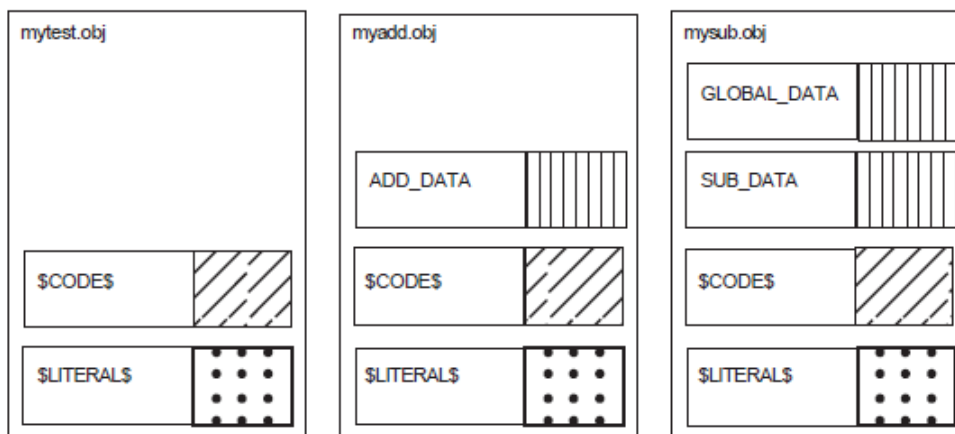 mytest.obj
$CODE$
$LITERAL$
myadd.obj
ADD_DATA
$CODE$
$LITERAL$
mysub.obj
GLOBAL_DATA
SUB_DATA
$CODE$
$LITERAL$